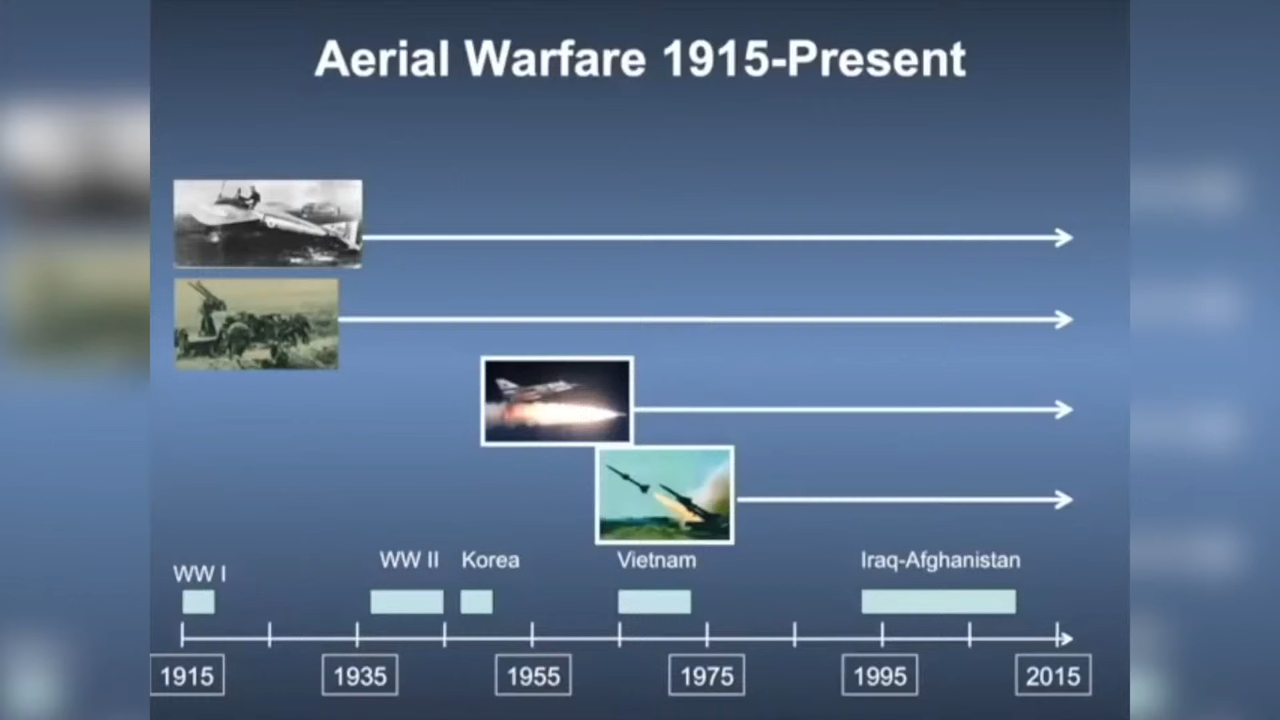 Aerial Warfare 1915-Present
WW I
WW II
Korea
Vietnam
Iraq-Afghanistan
1915
1935
1955
1975
1995
2015